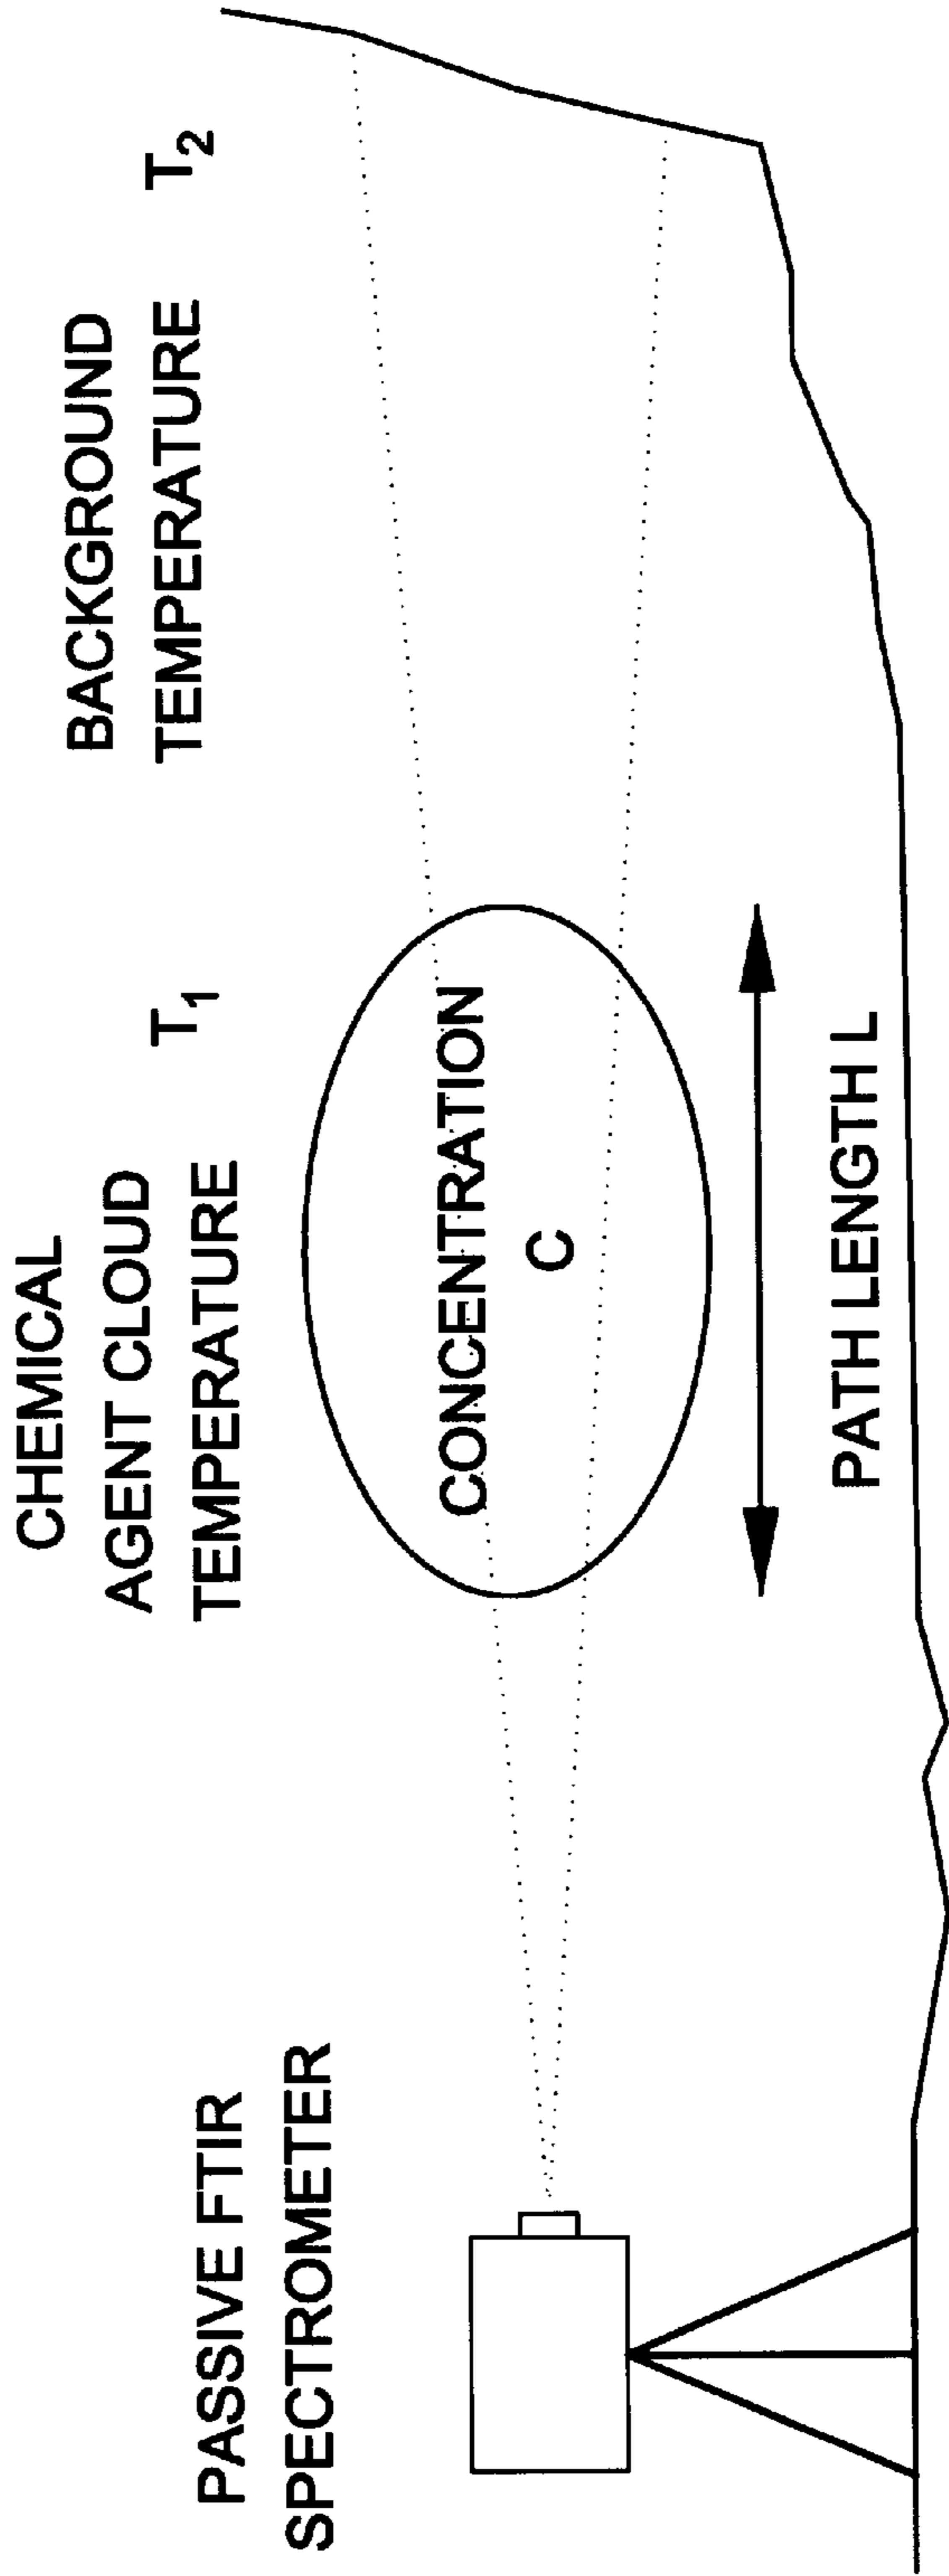 PASSIVE FTIR
SPECTROMETER
CHEMICAL
AGENT CLOUD
TEMPERATURE T₁
BACKGROUND
TEMPERATURE T₂
CONCENTRATION
C
PATH LENGTH L